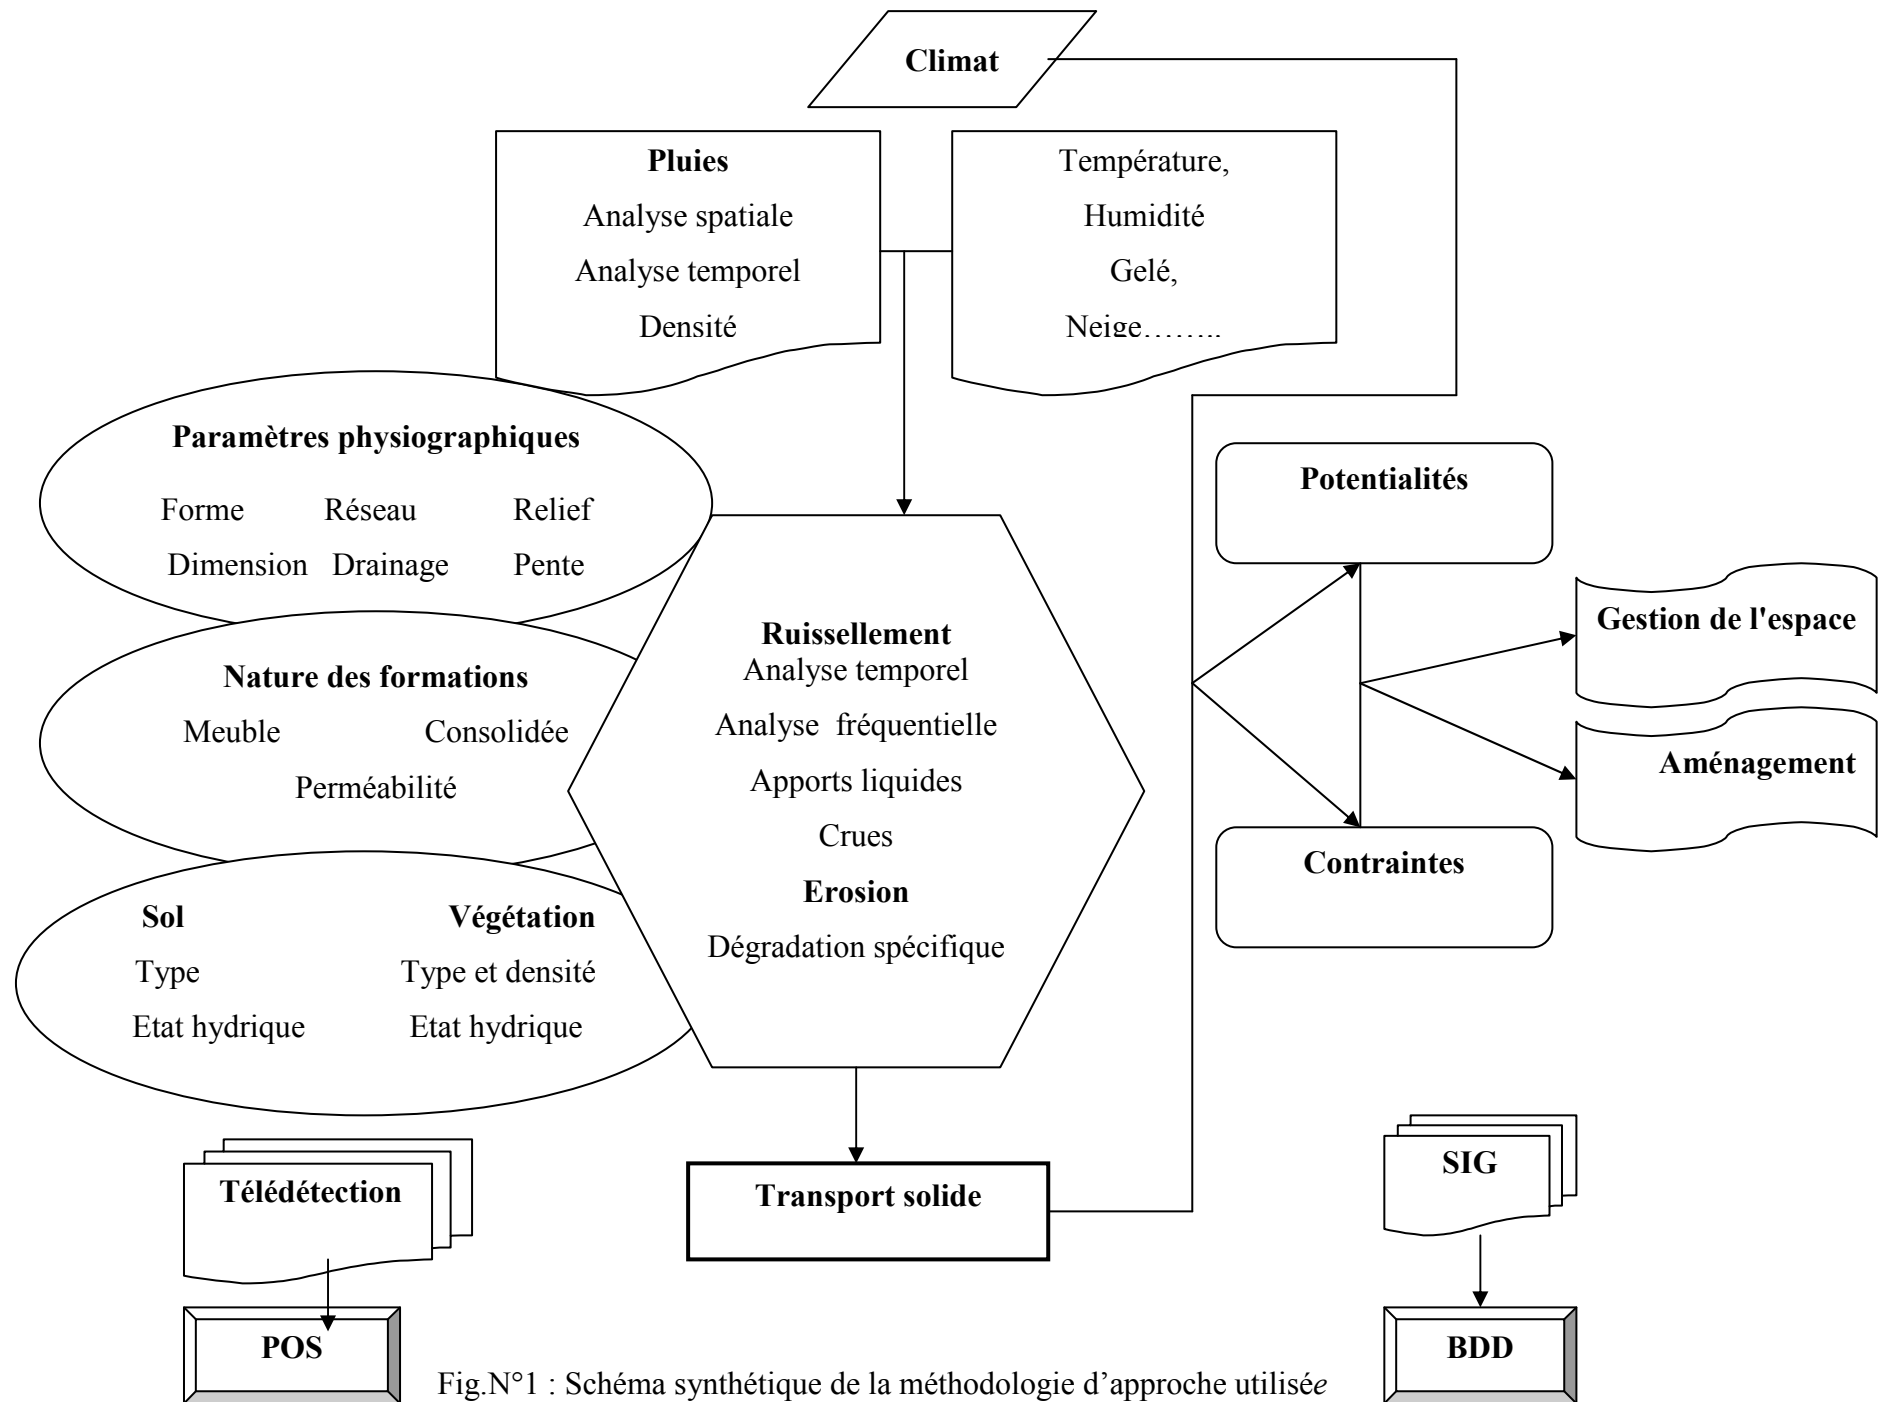 Climat
Pluies
Analyse spatiale
Analyse temporel
Densité
Température,
Humidité
Gelé,
Neige……..
Paramètres physiographiques
Forme Réseau Relief
Dimension Drainage Pente
Nature des formations
Meuble Consolidée
Perméabilité
Sol Végétation
Type Type et densité
Etat hydrique Etat hydrique
Ruissellement
Analyse temporel
Analyse fréquentielle
Apports liquides
Crues
Erosion
Dégradation spécifique
Potentialités
Gestion de l'espace
Aménagement
Contraintes
Télédétection
Transport solide
SIG
POS
BDD
Fig.N°1 : Schéma synthétique de la méthodologie d’approche utilisée